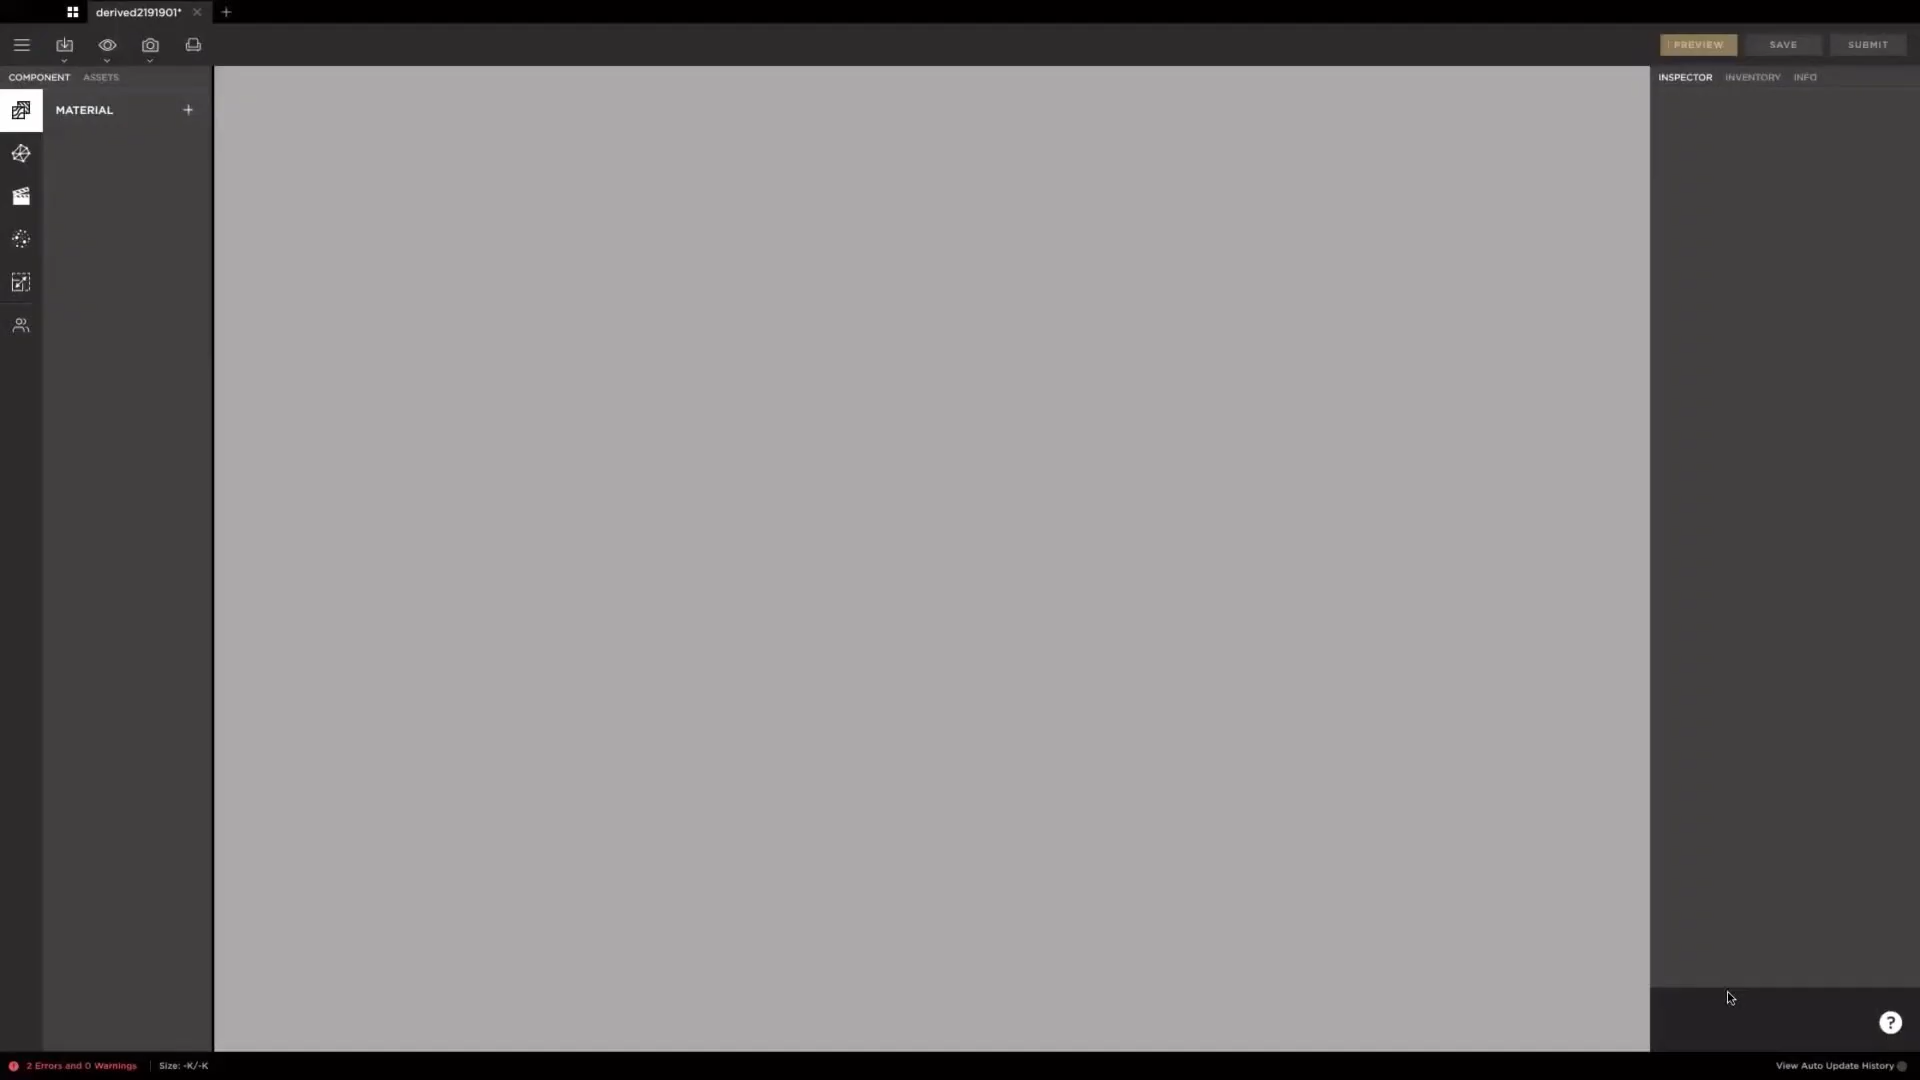 derived2191901*
PREVIEW
SAVE
SUBMIT
COMPONENT
ASSETS
INSPECTOR
INVENTORY
INFO
MATERIAL
?
2 Errors and 0 Warnings
Size: -K/-K
View Auto Update History